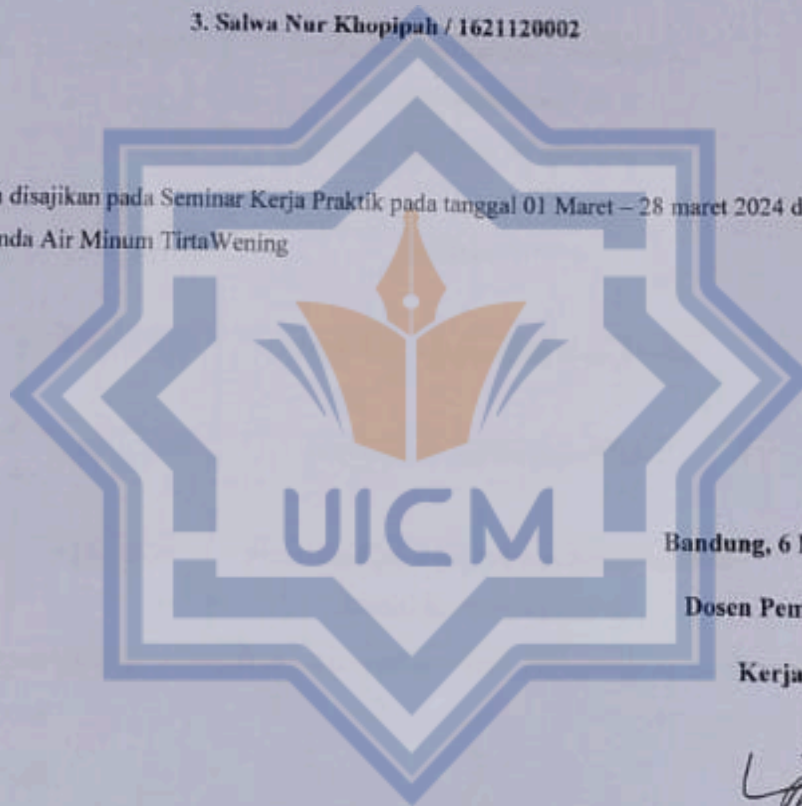 3. Salwa Nur Khopipah / 1621120002
disajikan pada Seminar Kerja Praktik pada tanggal 01 Maret – 28 maret 2024 d
nda Air Minum TirtaWening
UICM
Bandung, 6
Dosen Pem
Kerja